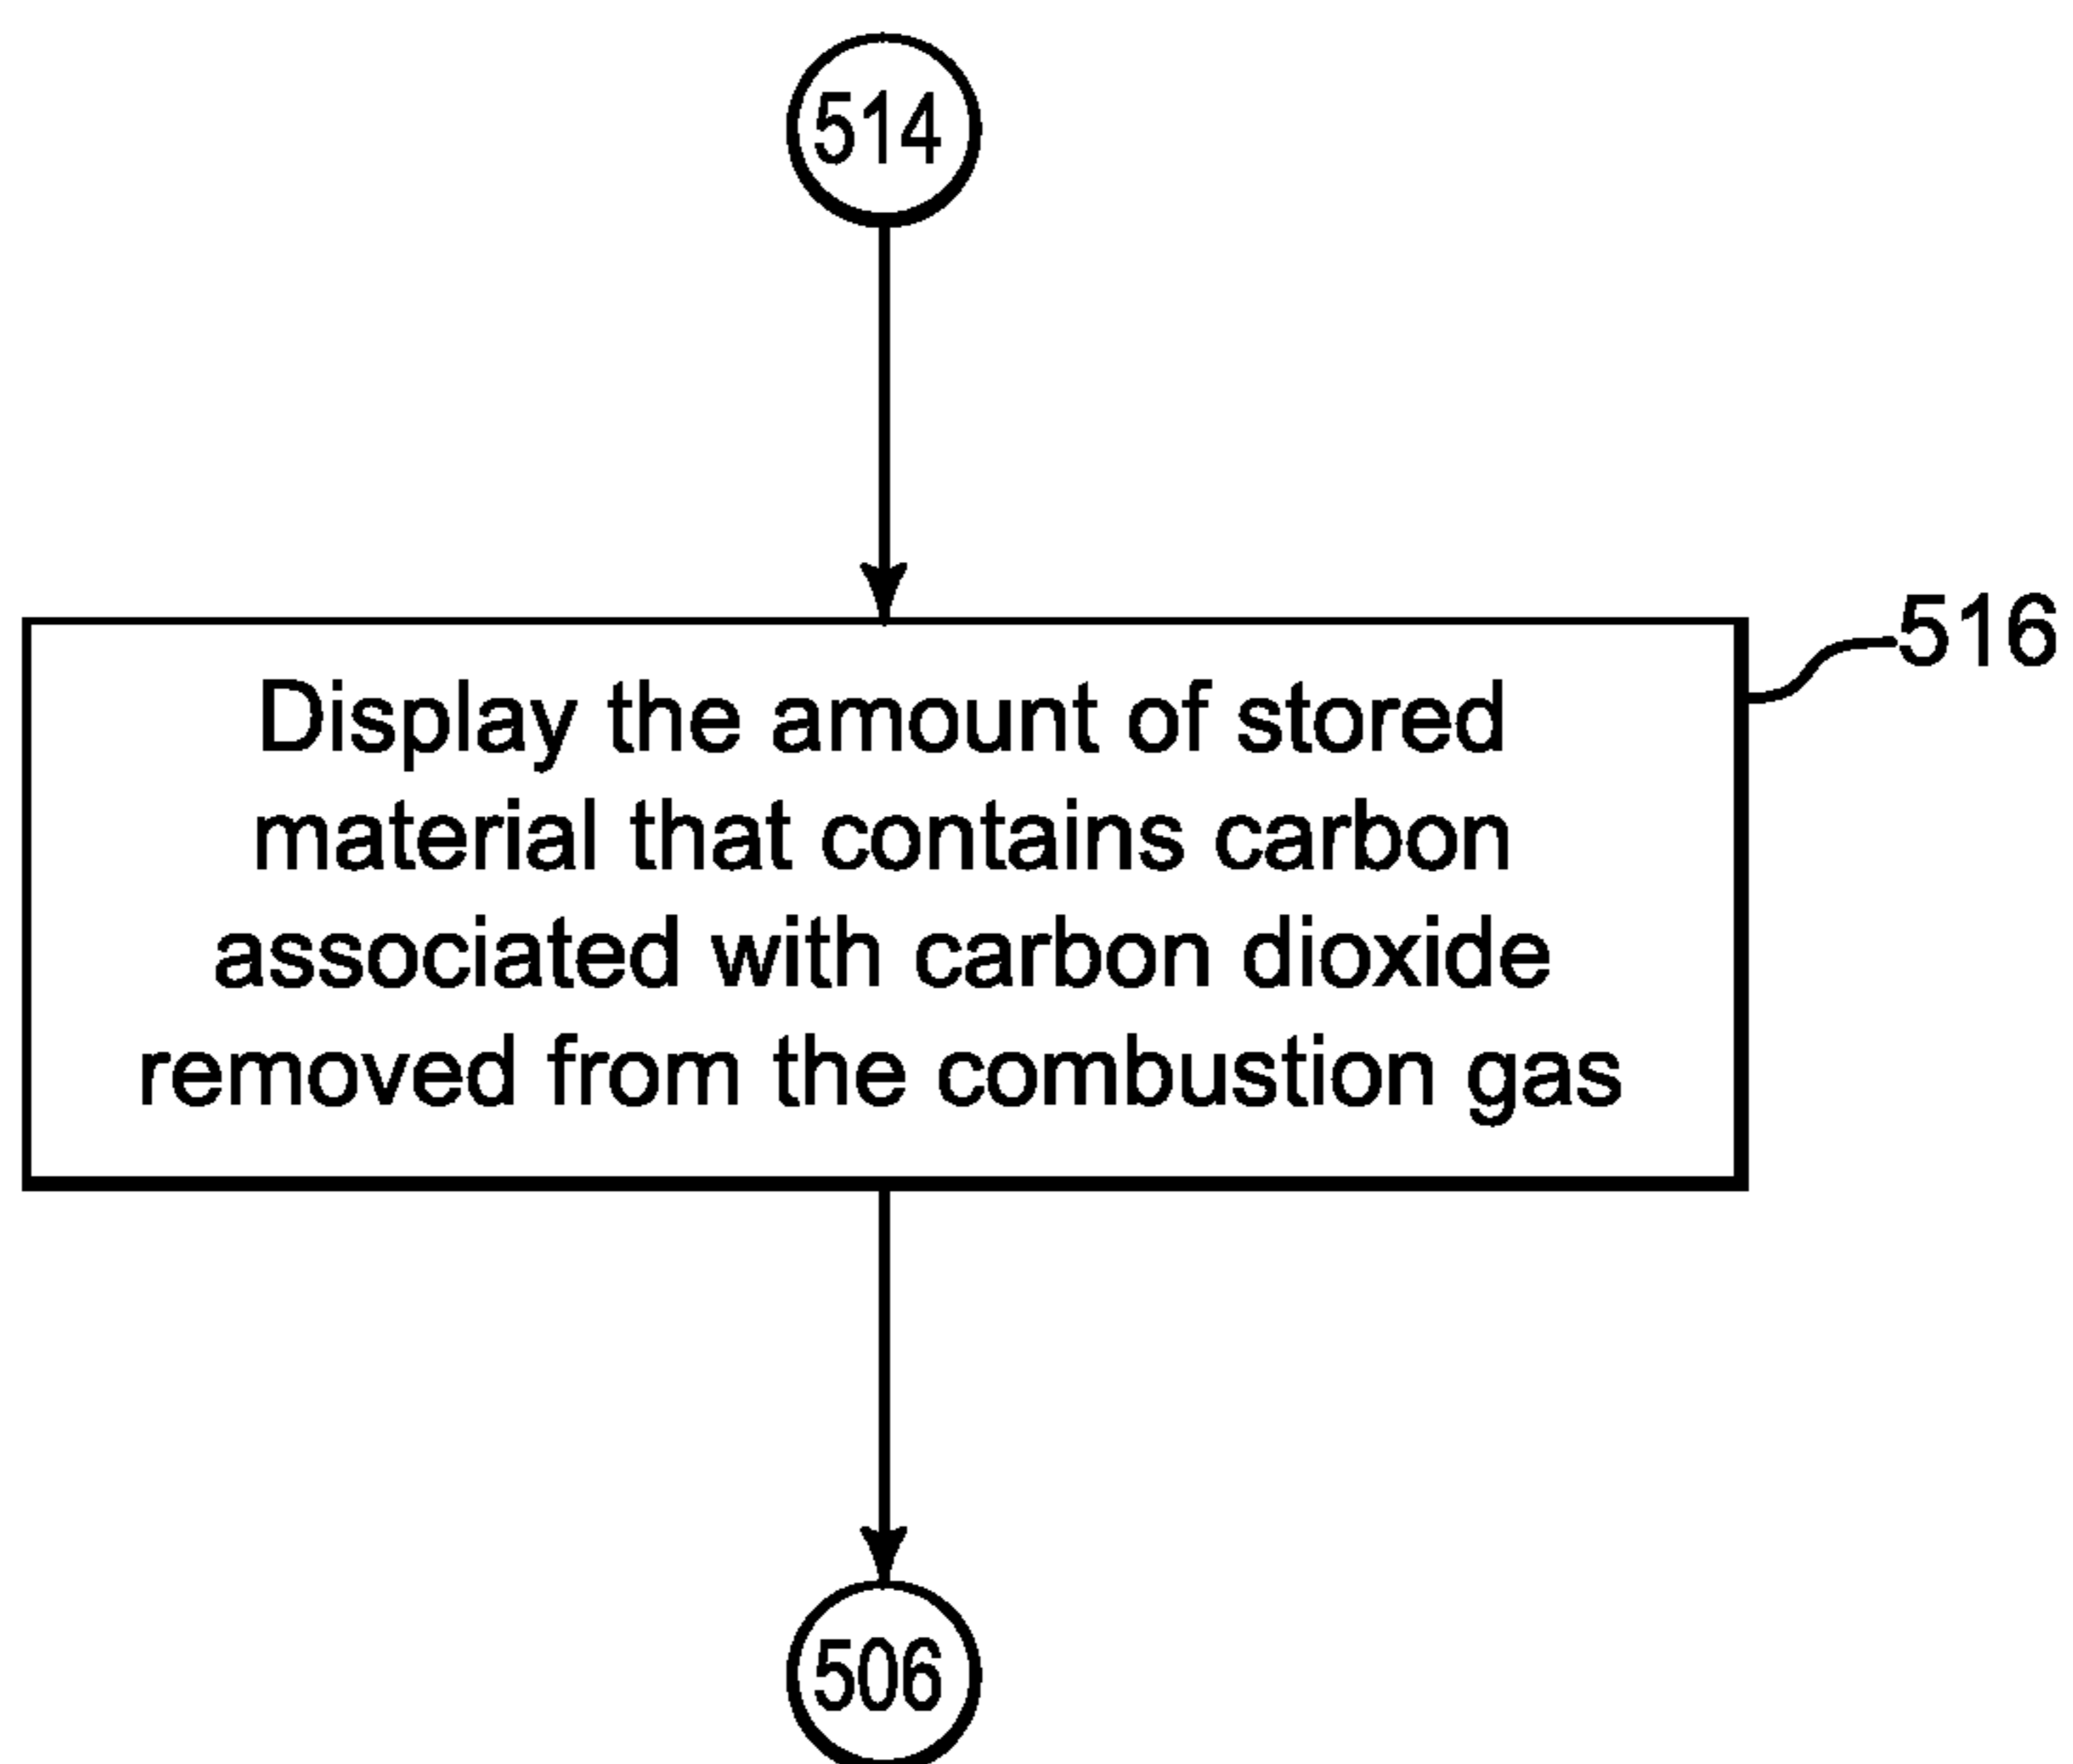 514
516
Display the amount of stored
material that contains carbon
associated with carbon dioxide
removed from the combustion gas
506